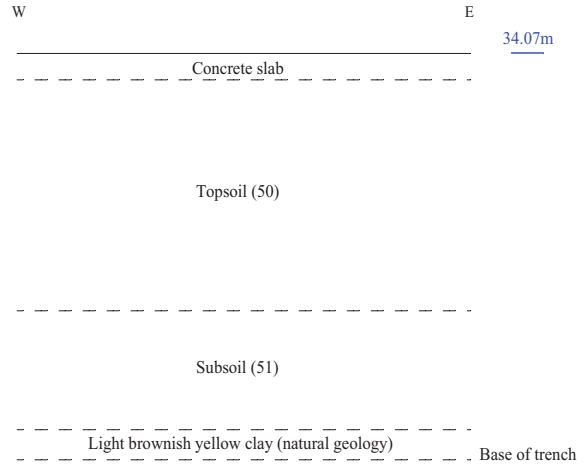 W
E
34.07m
Concrete slab
Topsoil (50)
Subsoil (51)
Light brownish yellow clay (natural geology)
Base of trench